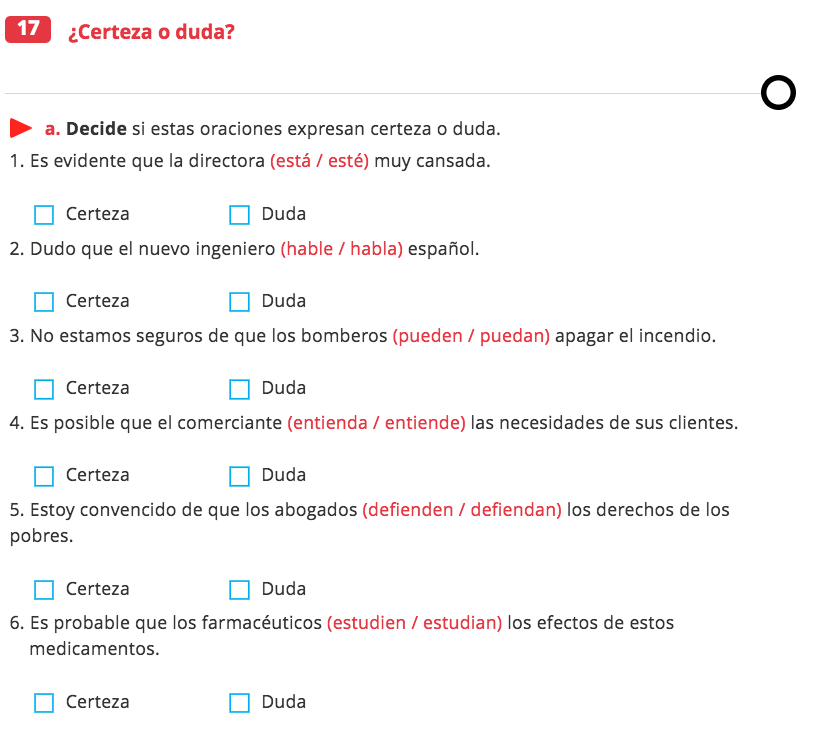 17 ¿Certeza o duda?
a. Decide si estas oraciones expresan certeza o duda.
1. Es evidente que la directora (está / esté) muy cansada.
Certeza Duda
2. Dudo que el nuevo ingeniero (hable / habla) español.
Certeza Duda
3. No estamos seguros de que los bomberos (pueden / puedan) apagar el incendio.
Certeza Duda
4. Es posible que el comerciante (entienda / entiende) las necesidades de sus clientes.
Certeza Duda
5. Estoy convencido de que los abogados (defienden / defiendan) los derechos de los
pobres.
Certeza Duda
6. Es probable que los farmacéuticos (estudien / estudian) los efectos de estos
medicamentos.
Certeza Duda